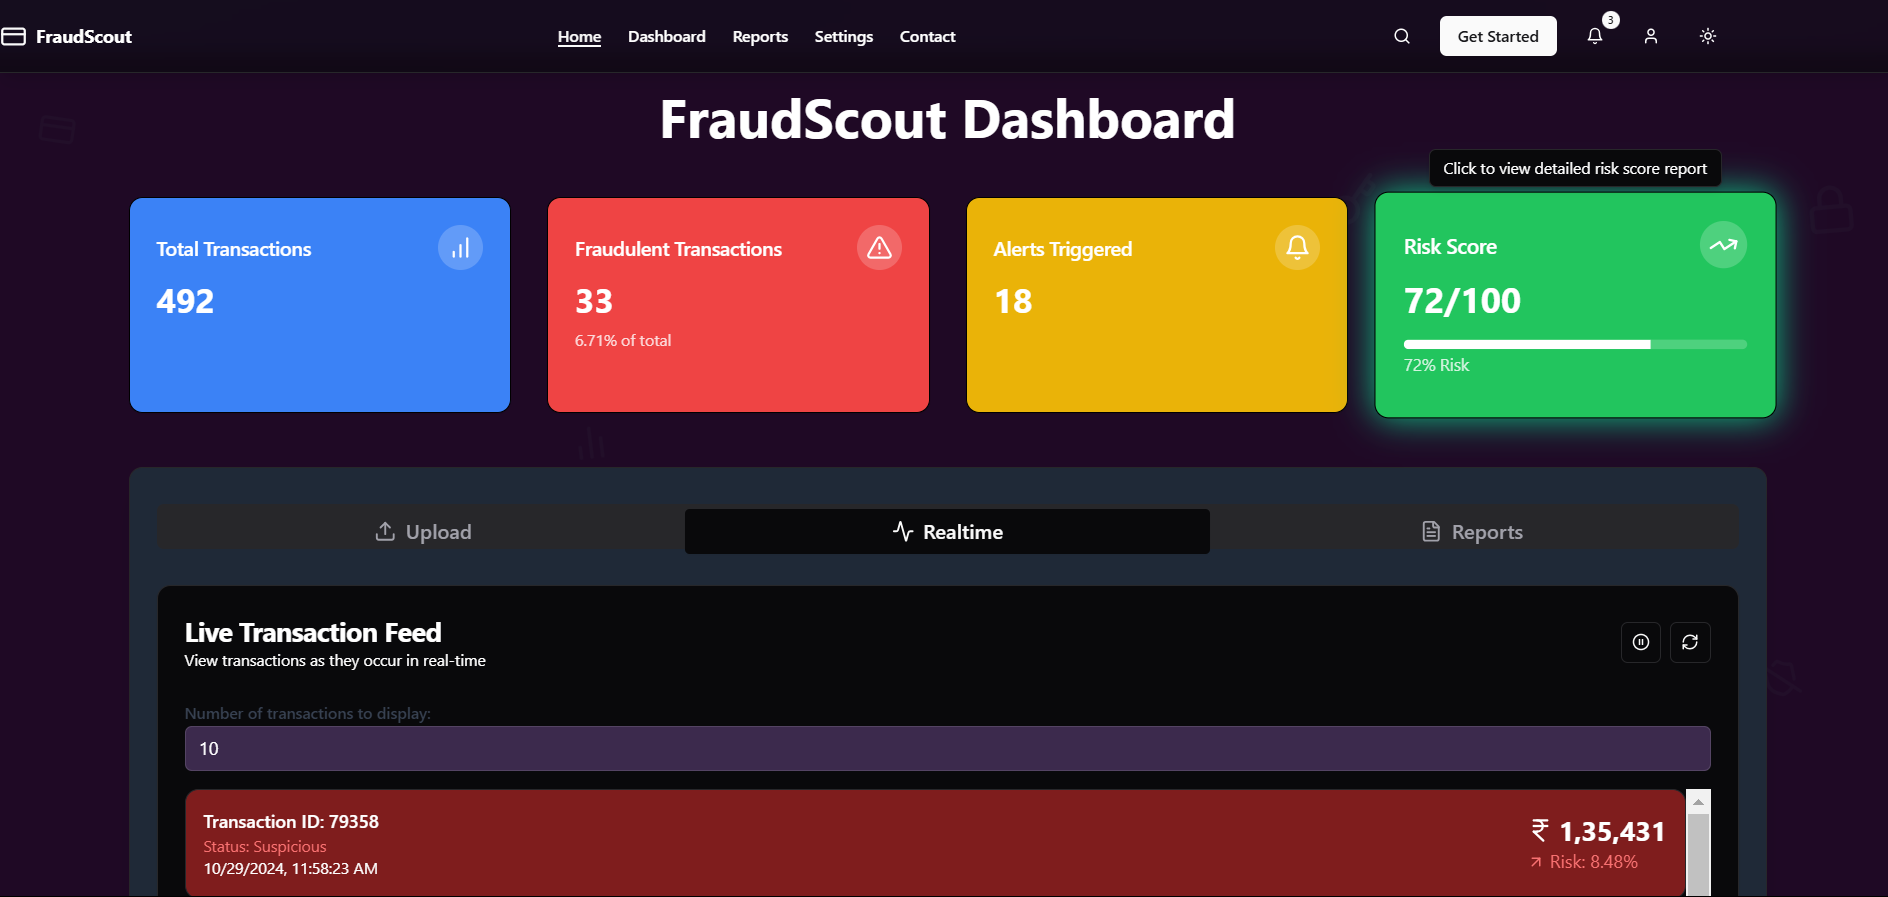 FraudScout
Home Dashboard Reports Settings Contact
Get Started
3
FraudScout Dashboard
Click to view detailed risk score report
Total Transactions
492
Fraudulent Transactions
33
6.71% of total
Alerts Triggered
18
Risk Score
72/100
72% Risk
Upload
Realtime
Reports
Live Transaction Feed
View transactions as they occur in real-time
Number of transactions to display:
10
Transaction ID: 79358
Status: Suspicious
10/29/2024, 11:58:23 AM
₹ 1,35,431
Risk: 8.48%